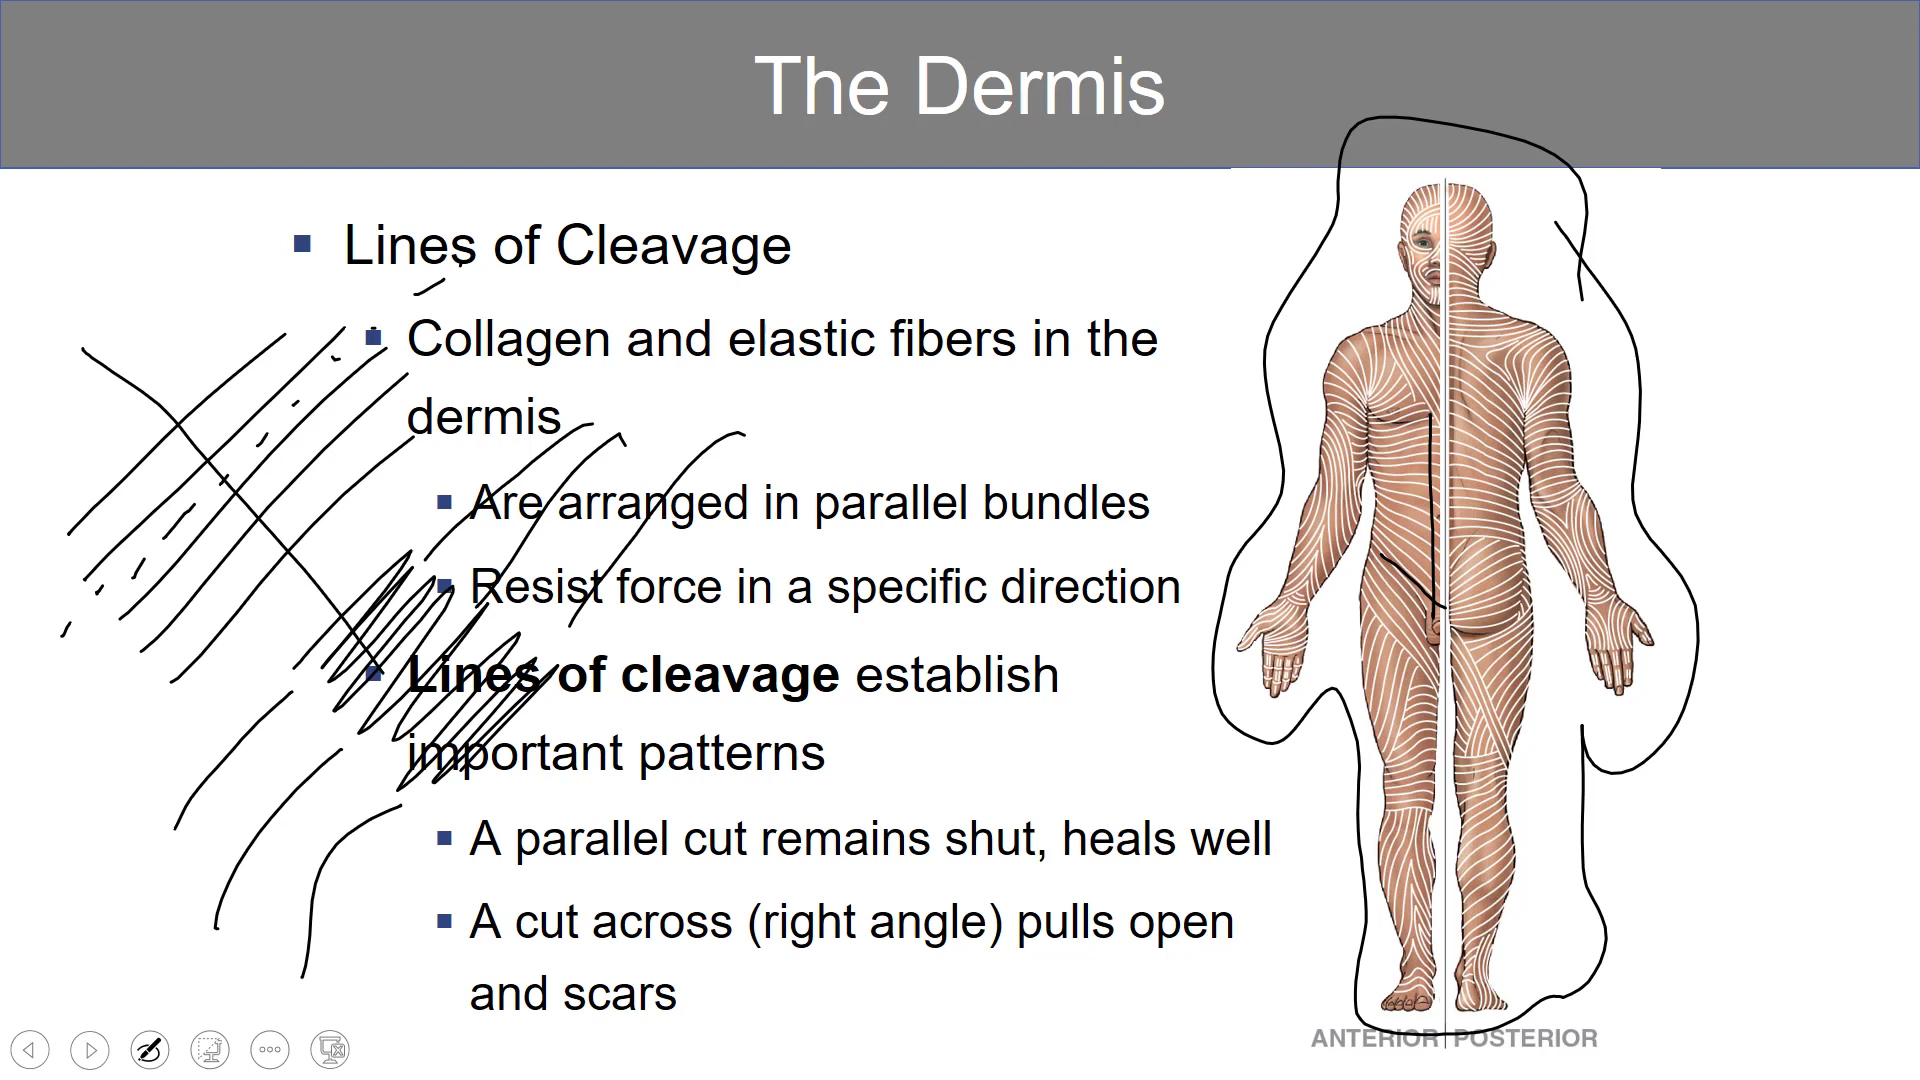 The Dermis
Lines of Cleavage
Collagen and elastic fibers in the
dermis
Are arranged in parallel bundles
Resist force in a specific direction
Lines of cleavage establish
important patterns
A parallel cut remains shut, heals well
A cut across (right angle) pulls open
and scars
ANTERIOR POSTERIOR